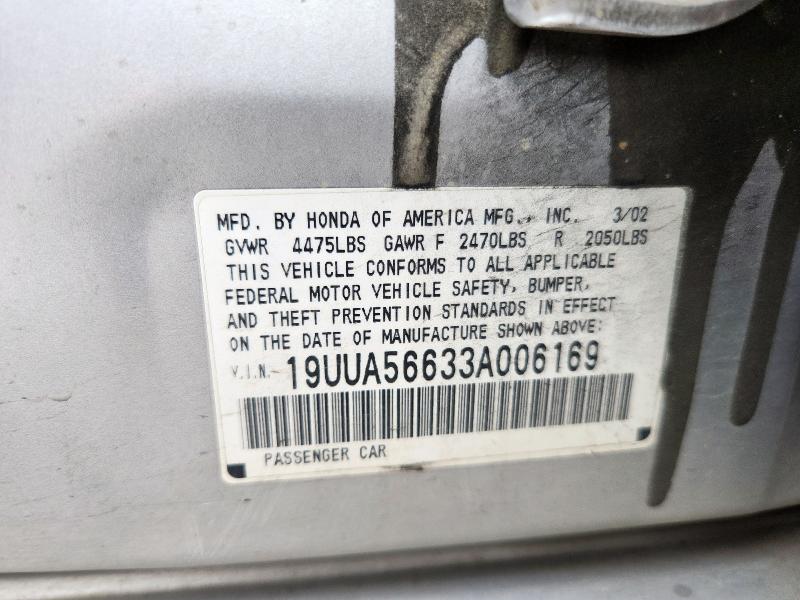 MFD. BY HONDA OF AMERICA MFG., INC. 3/02
GVWR 4475LBS GAWR F 2470LBS R 2050LBS
THIS VEHICLE CONFORMS TO ALL APPLICABLE
FEDERAL MOTOR VEHICLE SAFETY, BUMPER,
AND THEFT PREVENTION STANDARDS IN EFFECT
ON THE DATE OF MANUFACTURE SHOWN ABOVE:
V.I.N. 19UUA56633A006169
PASSENGER CAR